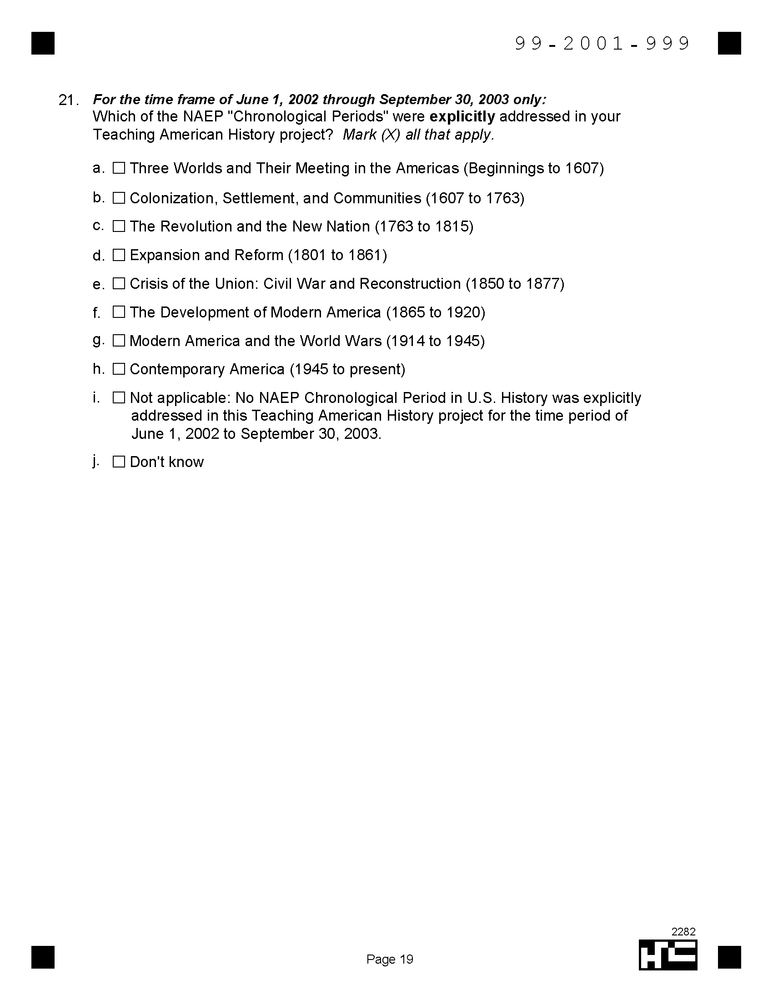 99-2001-999
21. For the time frame of June 1, 2002 through September 30, 2003 only:
Which of the NAEP "Chronological Periods" were explicitly addressed in your
Teaching American History project? Mark (X) all that apply.
a. ☐ Three Worlds and Their Meeting in the Americas (Beginnings to 1607)
b. ☐ Colonization, Settlement, and Communities (1607 to 1763)
c. ☐ The Revolution and the New Nation (1763 to 1815)
d. ☐ Expansion and Reform (1801 to 1861)
e. ☐ Crisis of the Union: Civil War and Reconstruction (1850 to 1877)
f. ☐ The Development of Modern America (1865 to 1920)
g. ☐ Modern America and the World Wars (1914 to 1945)
h. ☐ Contemporary America (1945 to present)
i. ☐ Not applicable: No NAEP Chronological Period in U.S. History was explicitly
addressed in this Teaching American History project for the time period of
June 1, 2002 to September 30, 2003.
j. ☐ Don't know
2282
Page 19